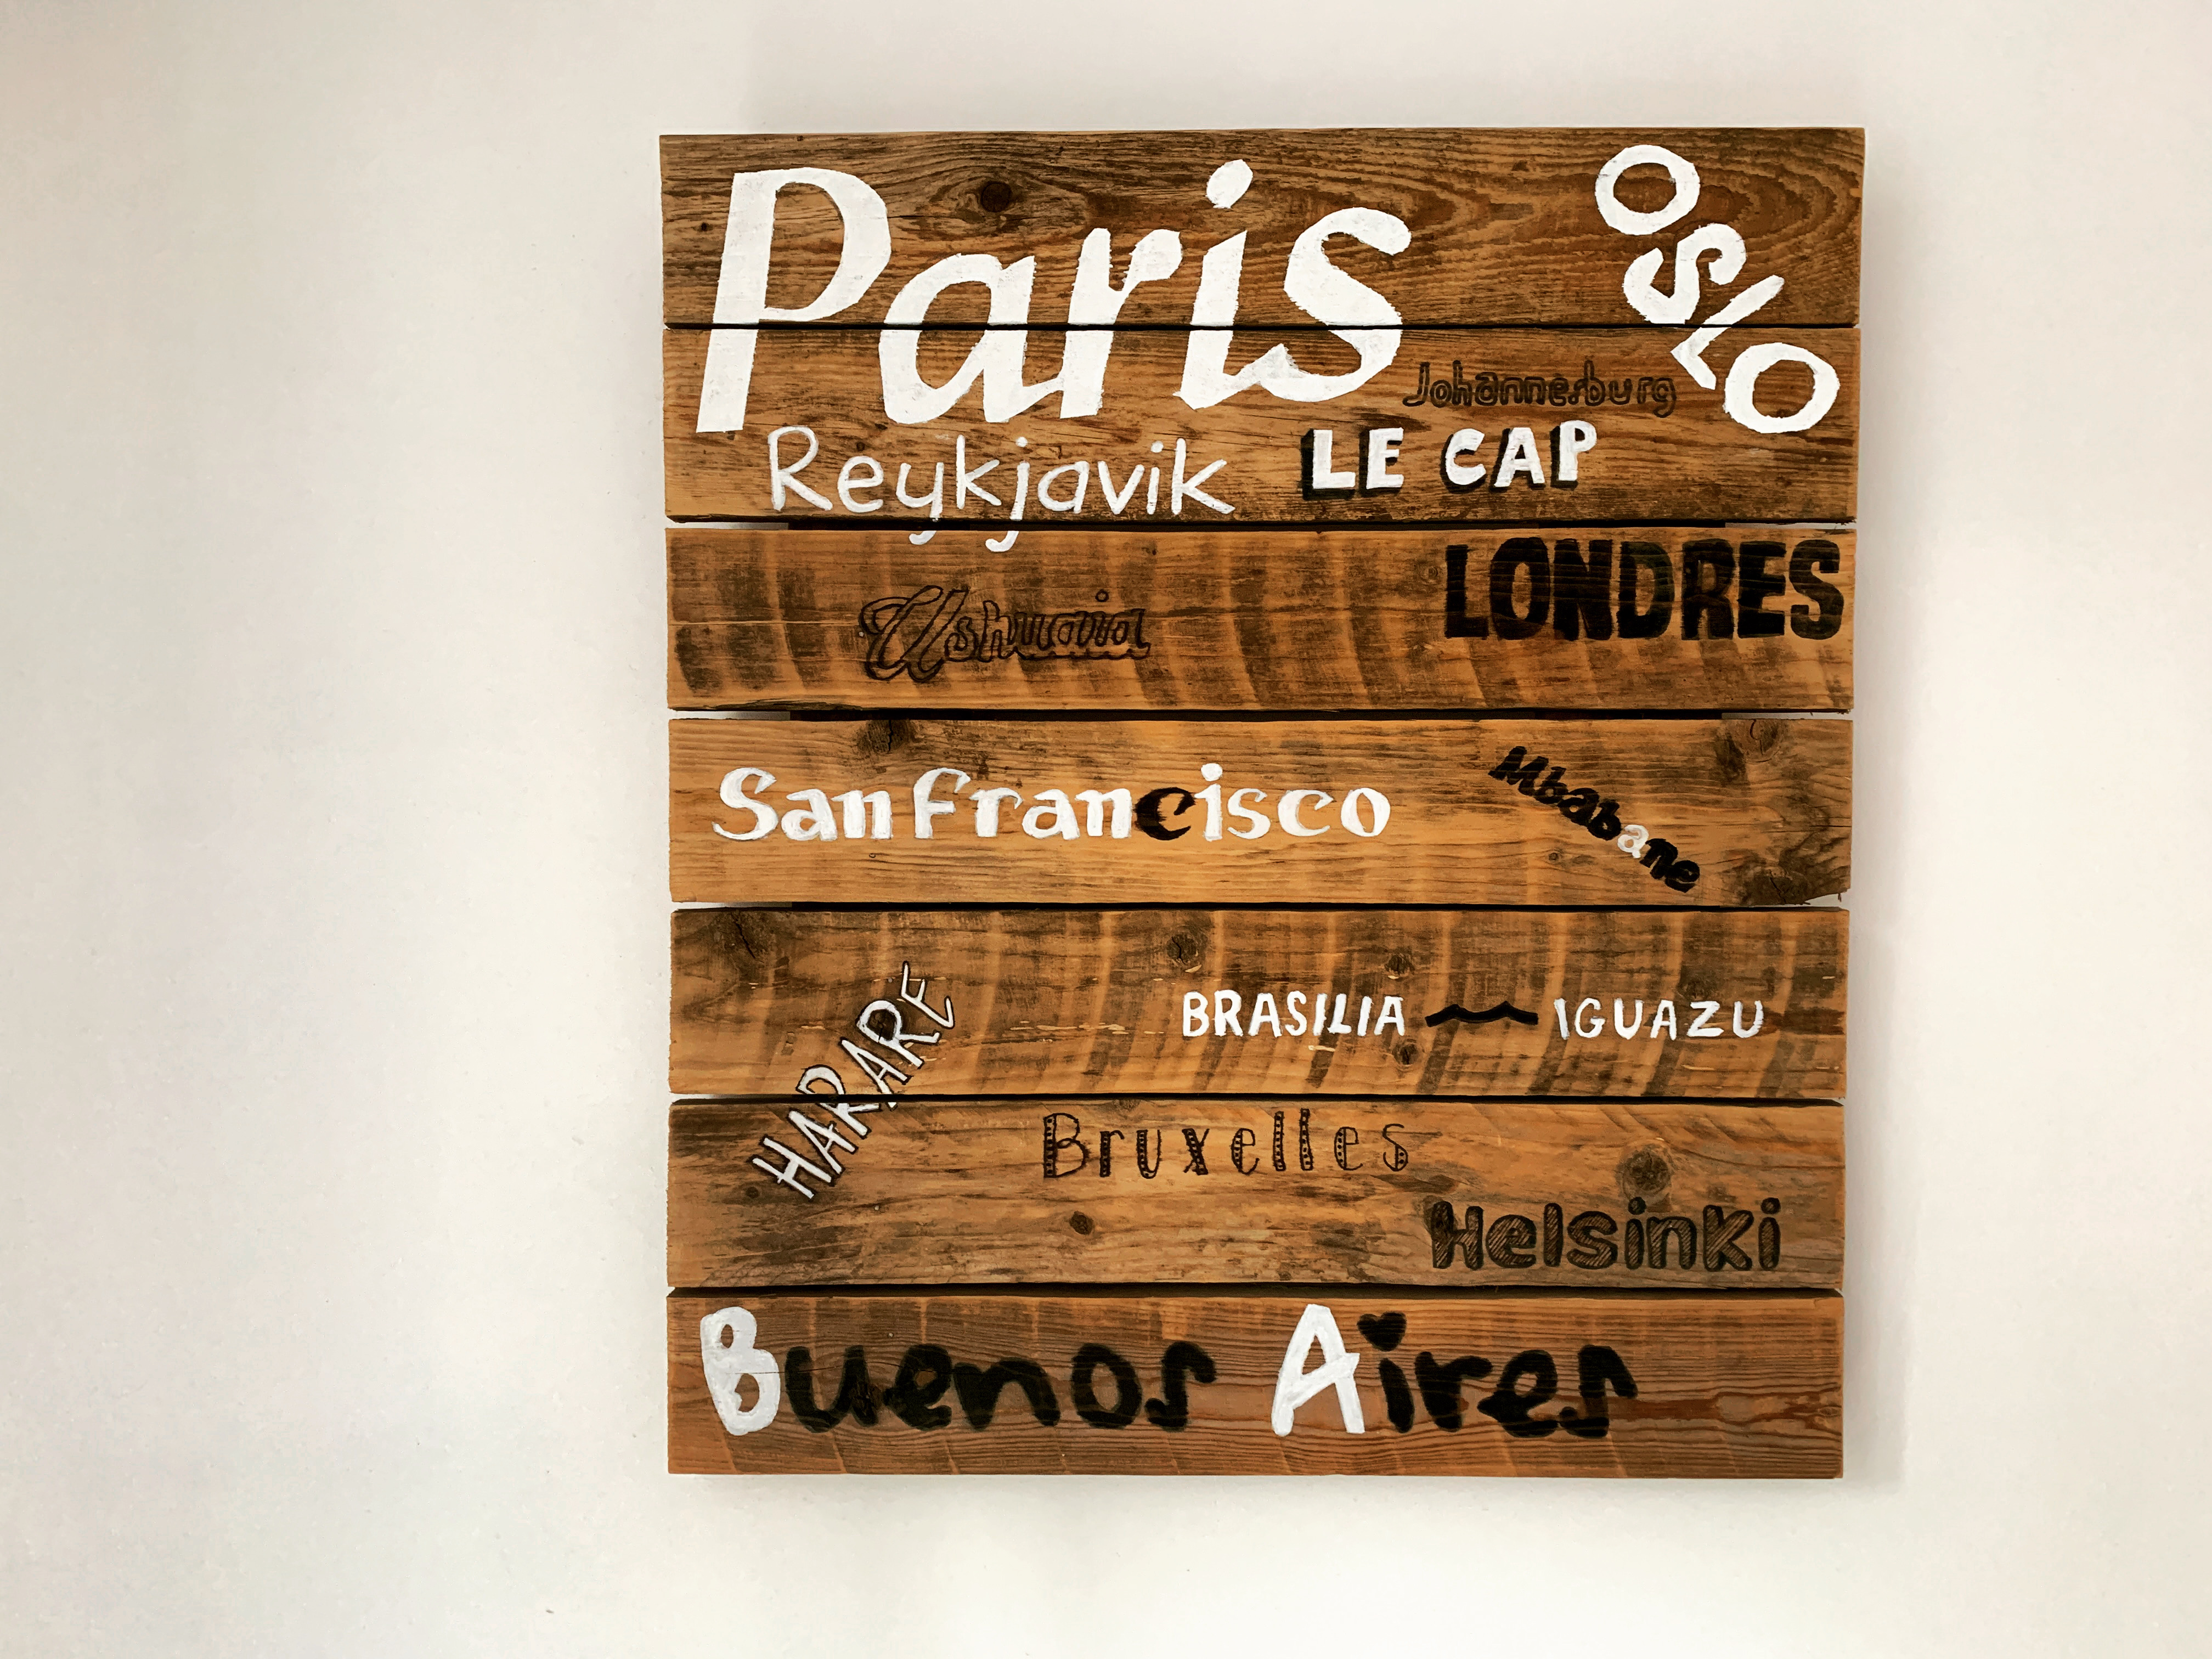 Paris
OSLO
Johannesburg
Reykjavik
LE CAP
LONDRES
Ushuaia
San Francisco
Mbabane
HARARE
BRASILIA IGUAZU
Bruxelles
Helsinki
Buenos Aires